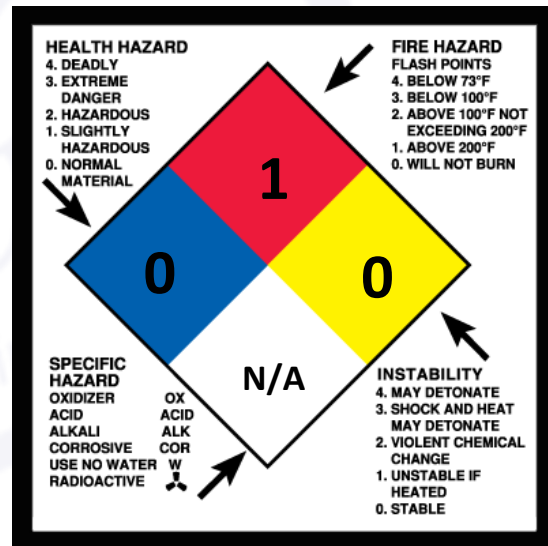 HEALTH HAZARD
4. DEADLY
3. EXTREME
DANGER
2. HAZARDOUS
1. SLIGHTLY
HAZARDOUS
0. NORMAL
MATERIAL
FIRE HAZARD
FLASH POINTS
4. BELOW 73°F
3. BELOW 100°F
2. ABOVE 100°F NOT
EXCEEDING 200°F
1. ABOVE 200°F
0. WILL NOT BURN
1
0
0
N/A
SPECIFIC
HAZARD
OXIDIZER OX
ACID ACID
ALKALI ALK
CORROSIVE COR
USE NO WATER W
RADIOACTIVE
INSTABILITY
4. MAY DETONATE
3. SHOCK AND HEAT
MAY DETONATE
2. VIOLENT CHEMICAL
CHANGE
1. UNSTABLE IF
HEATED
0. STABLE